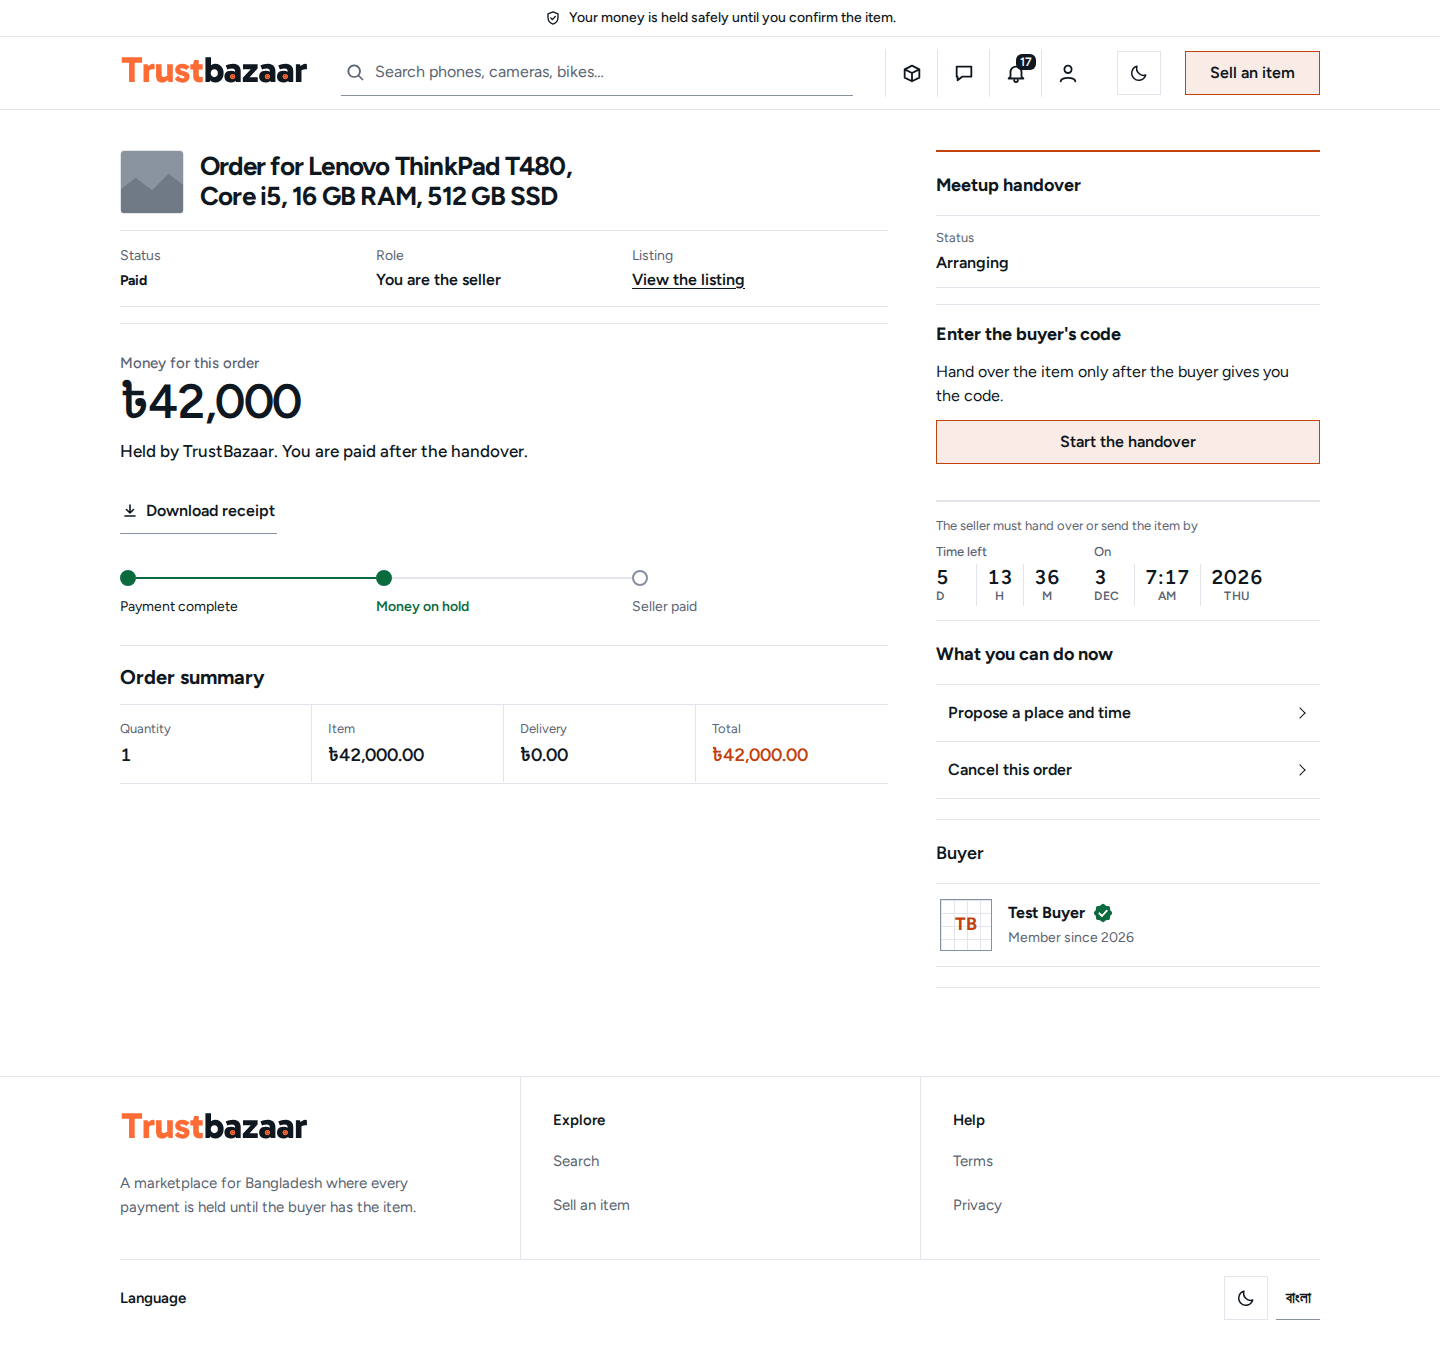 Your money is held safely until you confirm the item.
Trustbazaar
Search phones, cameras, bikes...
17
Sell an item
Order for Lenovo ThinkPad T480,
Core i5, 16 GB RAM, 512 GB SSD
Status
Role
Listing
Paid
You are the seller
View the listing
Money for this order
৳42,000
Held by TrustBazaar. You are paid after the handover.
Download receipt
Payment complete
Money on hold
Seller paid
Order summary
Quantity
Item
Delivery
Total
1
৳42,000.00
৳0.00
৳42,000.00
Meetup handover
Status
Arranging
Enter the buyer's code
Hand over the item only after the buyer gives you
the code.
Start the handover
The seller must hand over or send the item by
Time left
On
5
13
36
3
7:17
2026
D
H
M
DEC
AM
THU
What you can do now
Propose a place and time
Cancel this order
Buyer
TB
Test Buyer
Member since 2026
Trustbazaar
A marketplace for Bangladesh where every
payment is held until the buyer has the item.
Explore
Search
Sell an item
Help
Terms
Privacy
Language
বাংলা